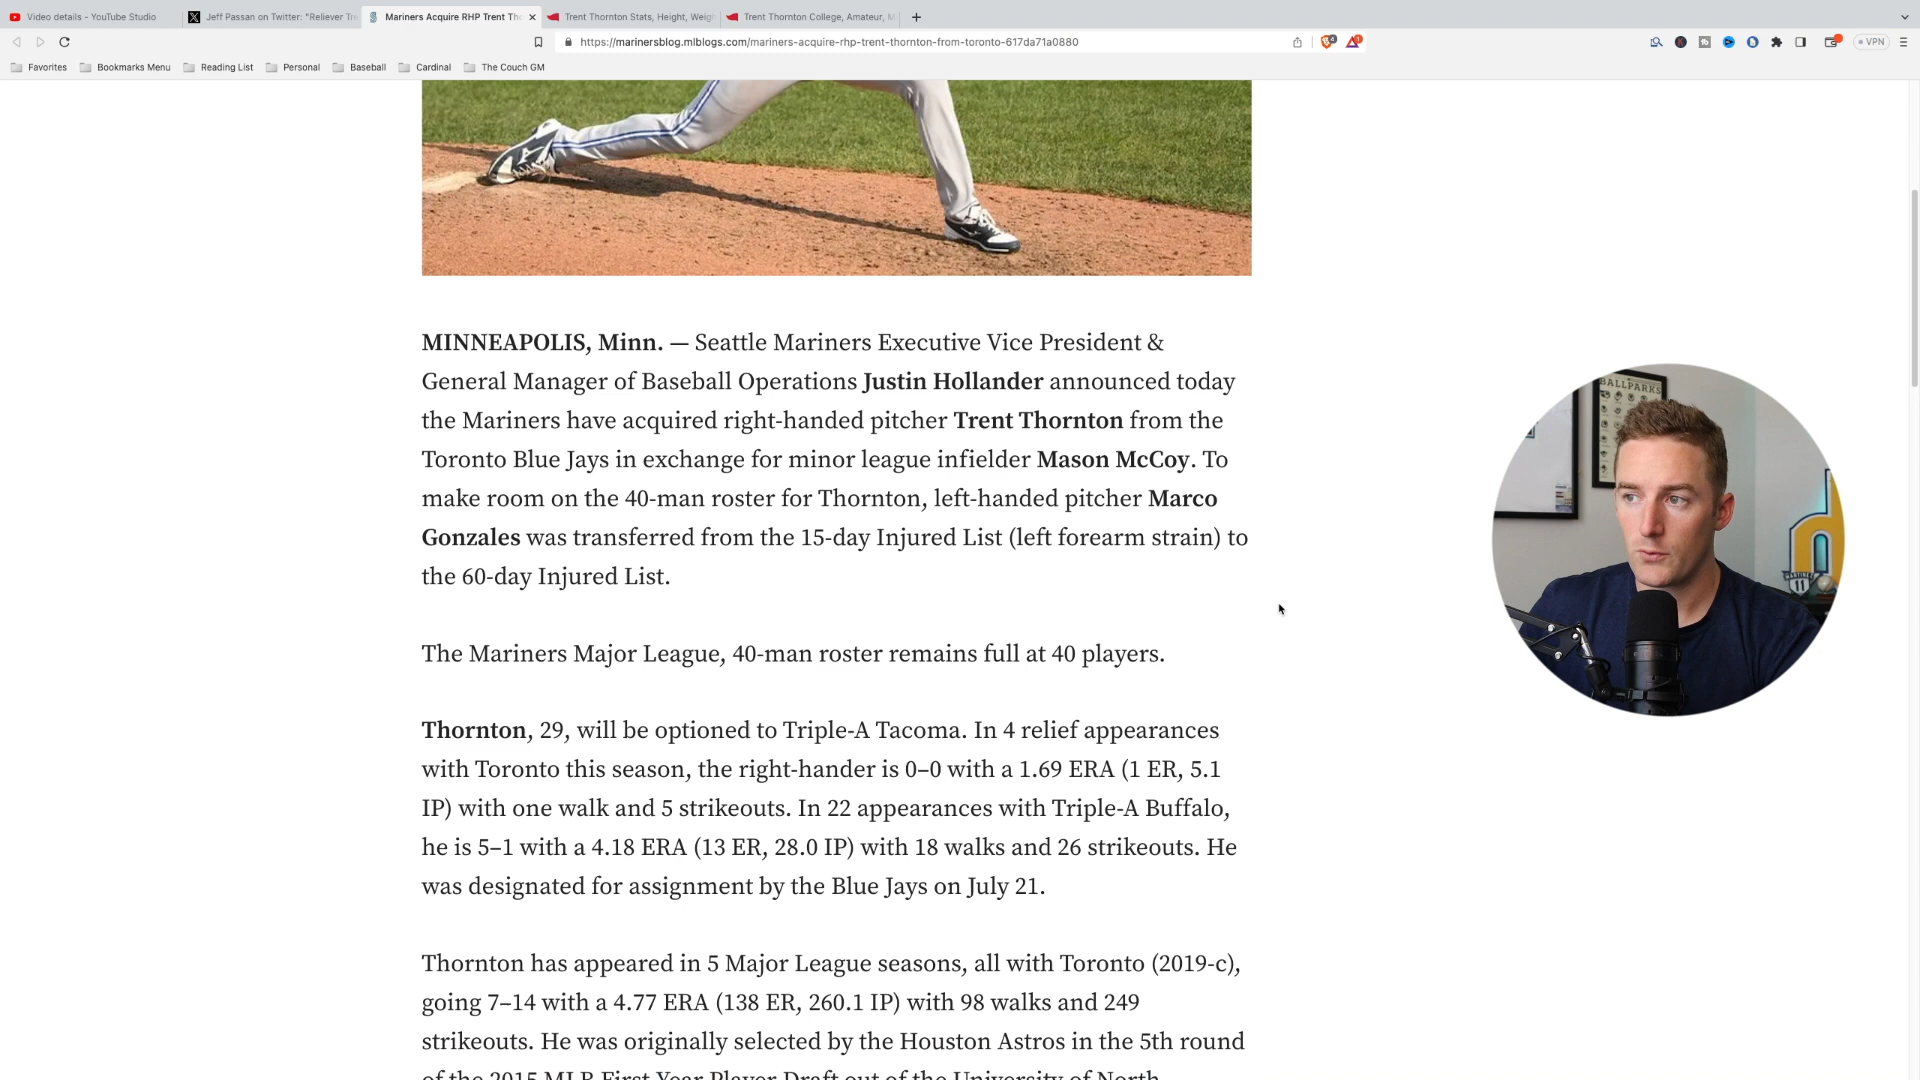 Video details - YouTube Studio
Jeff Passan on Twitter: "Reliever Tr
Mariners Acquire RHP Trent Th
Trent Thornton Stats, Height, Weigh
Trent Thornton College, Amateur, M
https://marinersblog.mlblogs.com/mariners-acquire-rhp-trent-thornton-from-toronto-617da71a0880
VPN
Favorites
Bookmarks Menu
Reading List
Personal
Baseball
Cardinal
The Couch GM
MINNEAPOLIS, Minn. — Seattle Mariners Executive Vice President &
General Manager of Baseball Operations Justin Hollander announced today
the Mariners have acquired right-handed pitcher Trent Thornton from the
Toronto Blue Jays in exchange for minor league infielder Mason McCoy. To
make room on the 40-man roster for Thornton, left-handed pitcher Marco
Gonzales was transferred from the 15-day Injured List (left forearm strain) to
the 60-day Injured List.
The Mariners Major League, 40-man roster remains full at 40 players.
Thornton, 29, will be optioned to Triple-A Tacoma. In 4 relief appearances
with Toronto this season, the right-hander is 0–0 with a 1.69 ERA (1 ER, 5.1
IP) with one walk and 5 strikeouts. In 22 appearances with Triple-A Buffalo,
he is 5–1 with a 4.18 ERA (13 ER, 28.0 IP) with 18 walks and 26 strikeouts. He
was designated for assignment by the Blue Jays on July 21.
Thornton has appeared in 5 Major League seasons, all with Toronto (2019-c),
going 7–14 with a 4.77 ERA (138 ER, 260.1 IP) with 98 walks and 249
strikeouts. He was originally selected by the Houston Astros in the 5th round
of the 2015 MLB First-Year Player Draft out of the University of North
BALLPARKS
11